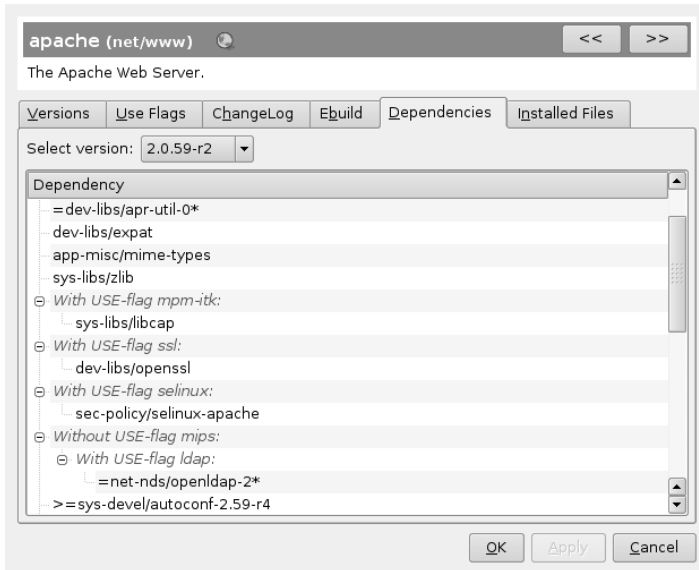 apache (net/www)
<< >>
The Apache Web Server.
Versions Use Flags ChangeLog Ebuild Dependencies Installed Files
Select version: 2.0.59-r2
Dependency
=dev-libs/apr-util-0*
dev-libs/expat
app-misc/mime-types
sys-libs/zlib
With USE-flag mpm-itk:
sys-libs/libcap
With USE-flag ssl:
dev-libs/openssl
With USE-flag selinux:
sec-policy/selinux-apache
Without USE-flag mips:
With USE-flag ldap:
=net-nds/openldap-2*
>=sys-devel/autoconf-2.59-r4
OK Apply Cancel